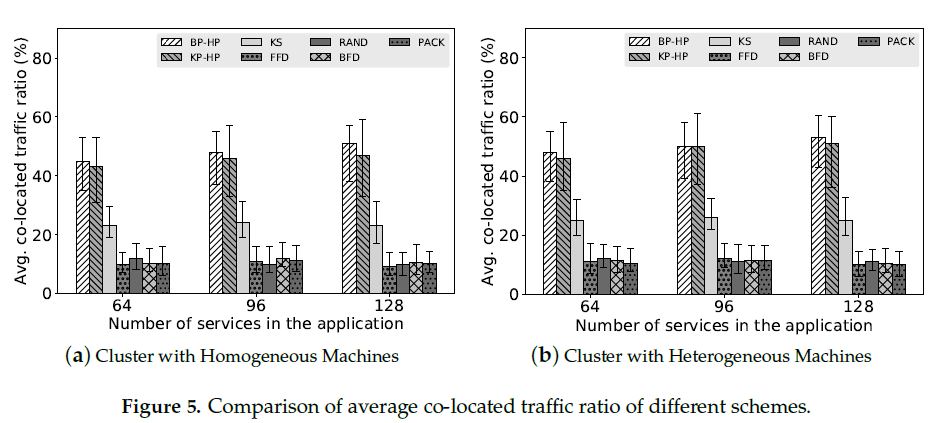 Avg. co-located traffic ratio (%)
80
60
40
20
0
BP-HP KS RAND PACK
KP-HP FFD BFD
64 96 128
Number of services in the application
(a) Cluster with Homogeneous Machines
Avg. co-located traffic ratio (%)
80
60
40
20
0
BP-HP KS RAND PACK
KP-HP FFD BFD
64 96 128
Number of services in the application
(b) Cluster with Heterogeneous Machines
Figure 5. Comparison of average co-located traffic ratio of different schemes.